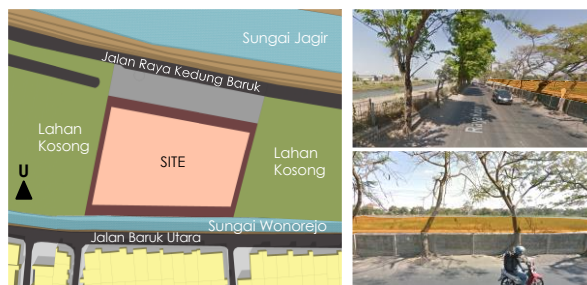 Sungai Jagir
Jalan Raya Kedung Baruk
Lahan
Kosong
SITE
Lahan
Kosong
U
Sungai Wonorejo
Jalan Baruk Utara